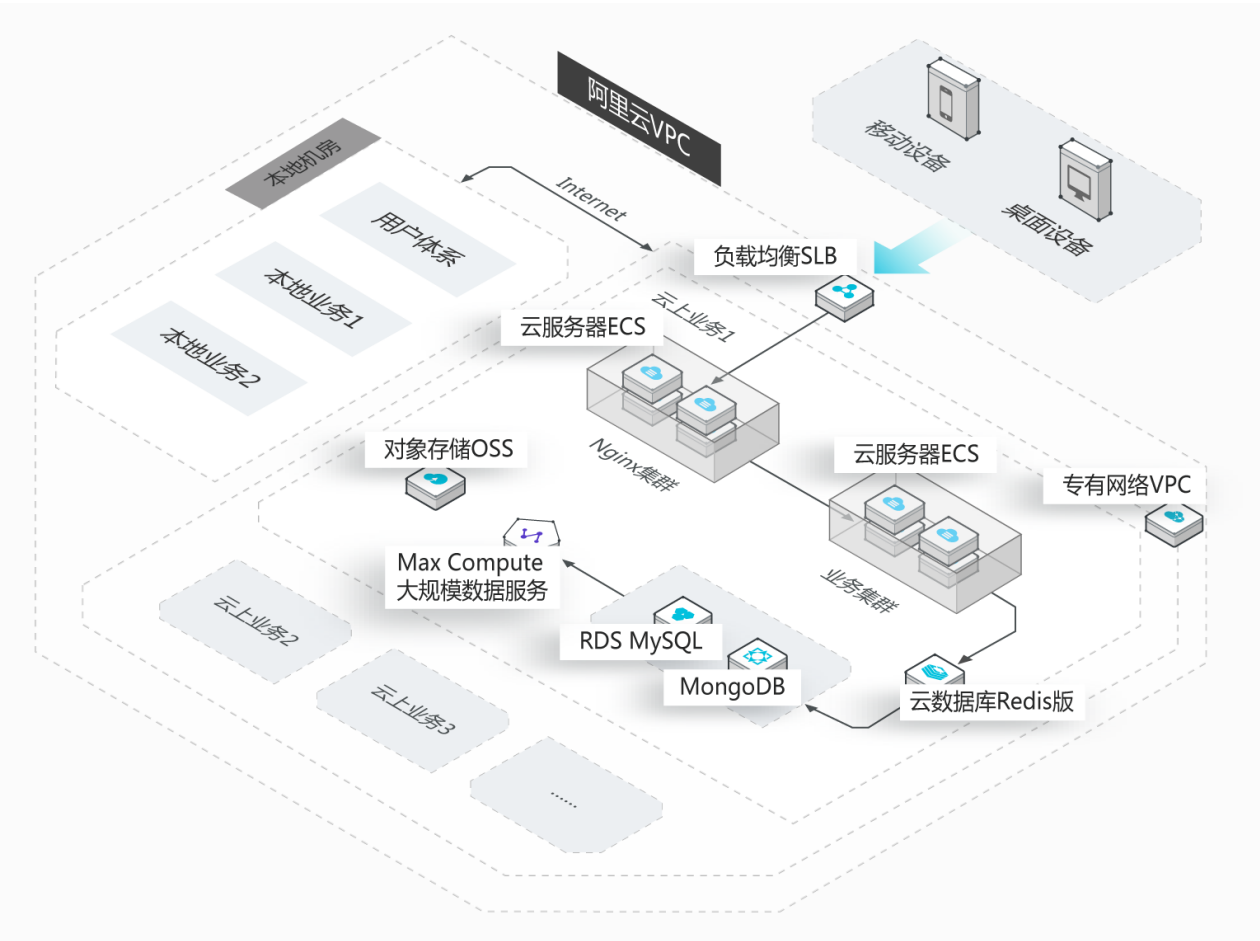 阿里云VPC
移动设备
桌面设备
本地机房
用户体系
本地业务1
本地业务2
Internet
负载均衡SLB
云上业务1
云服务器ECS
Nginx集群
对象存储OSS
云服务器ECS
业务集群
专有网络VPC
Max Compute
大规模数据服务
RDS MySQL
MongoDB
云数据库Redis版
云上业务2
云上业务3
......